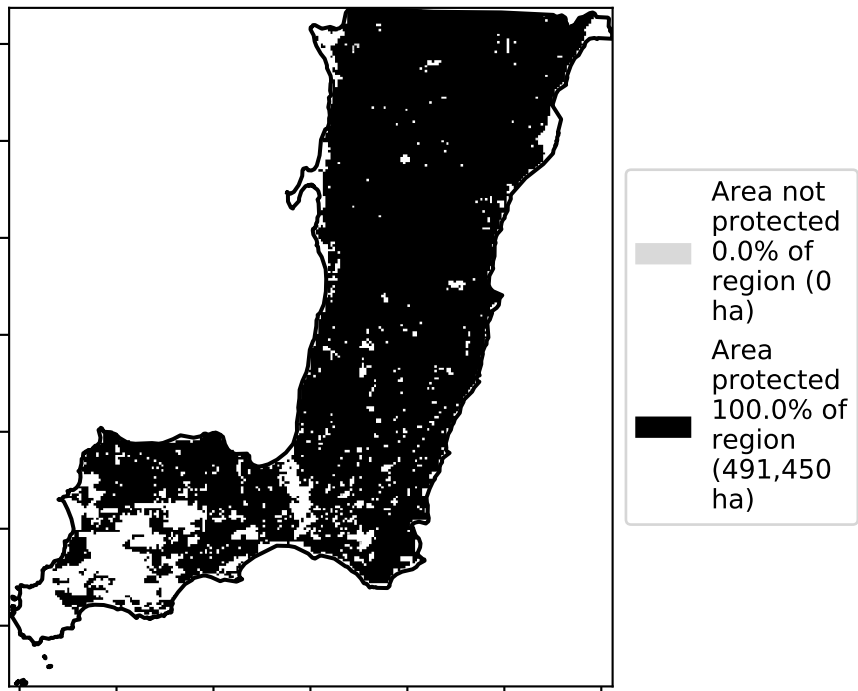 Area not
protected
0.0% of
region (0
ha)
Area
protected
100.0% of
region
(491,450
ha)